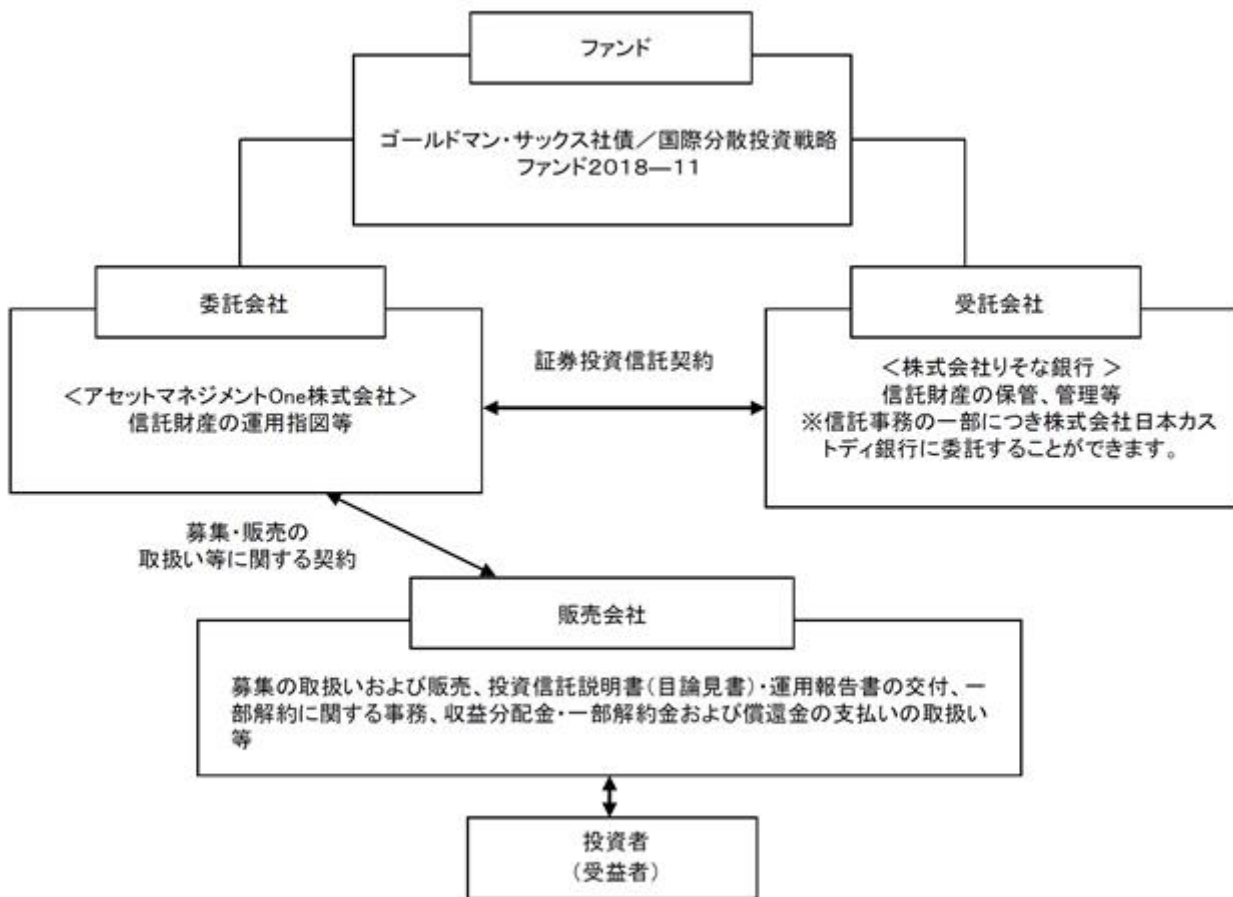 ファンド
ゴールドマン・サックス社債／国際分散投資戦略
ファンド2018―11
委託会社
＜アセットマネジメントOne株式会社＞
信託財産の運用指図等
証券投資信託契約
受託会社
＜株式会社りそな銀行 ＞
信託財産の保管、管理等
※信託事務の一部につき株式会社日本カス
トディ銀行に委託することができます。
募集・販売の
取扱い等に関する契約
販売会社
募集の取扱いおよび販売、投資信託説明書（目論見書）・運用報告書の交付、一
部解約に関する事務、収益分配金・一部解約金および償還金の支払いの取扱い
等
投資者
（受益者）